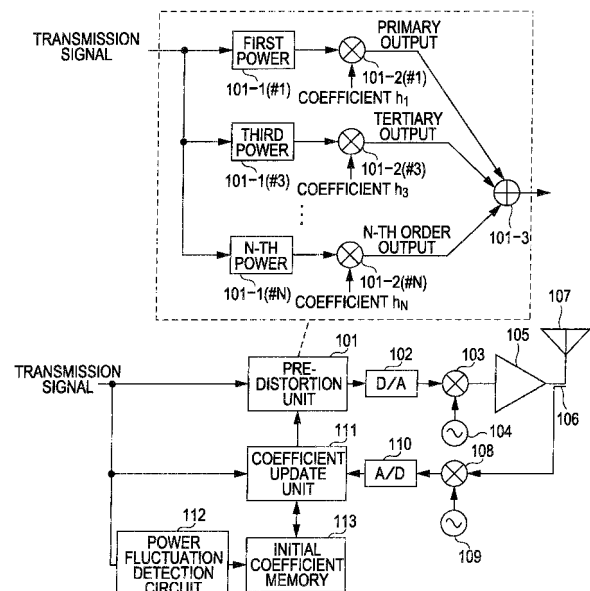 TRANSMISSION
SIGNAL
FIRST
POWER
101-1(#1)
PRIMARY
OUTPUT
101-2(#1)
COEFFICIENT h1
THIRD
POWER
101-1(#3)
TERTIARY
OUTPUT
101-2(#3)
COEFFICIENT h3
101-3
N-TH
POWER
101-1(#N)
N-TH ORDER
OUTPUT
101-2(#N)
COEFFICIENT hN
TRANSMISSION
SIGNAL
101
PRE-
DISTORTION
UNIT
102
D/A
103
104
105
106
107
108
109
110
A/D
111
COEFFICIENT
UPDATE
UNIT
112
POWER
FLUCTUATION
DETECTION
CIRCUIT
113
INITIAL
COEFFICIENT
MEMORY